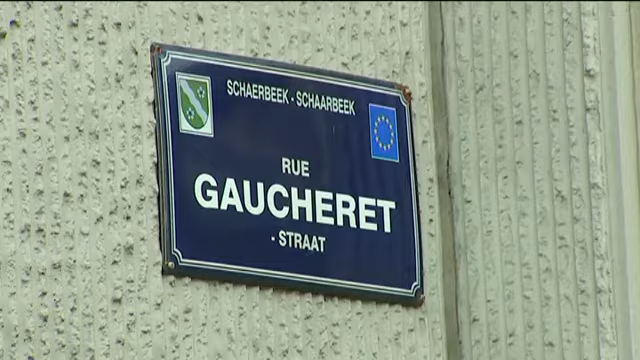 SCHAERBEEK - SCHAARBEEK
RUE
GAUCHERET
- STRAAT